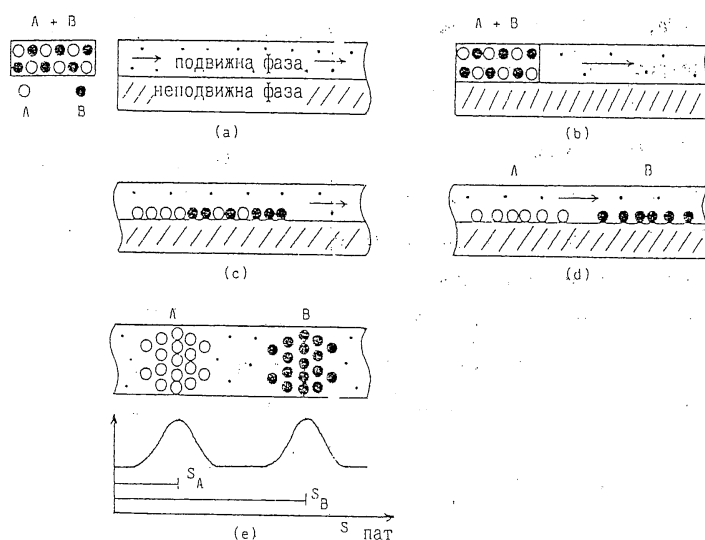 A + B
A B
подвижна фаза
неподвижна фаза
(a)
A + B
(b)
(c)
A B
(d)
A B
S_A
S_B
S пат
(e)